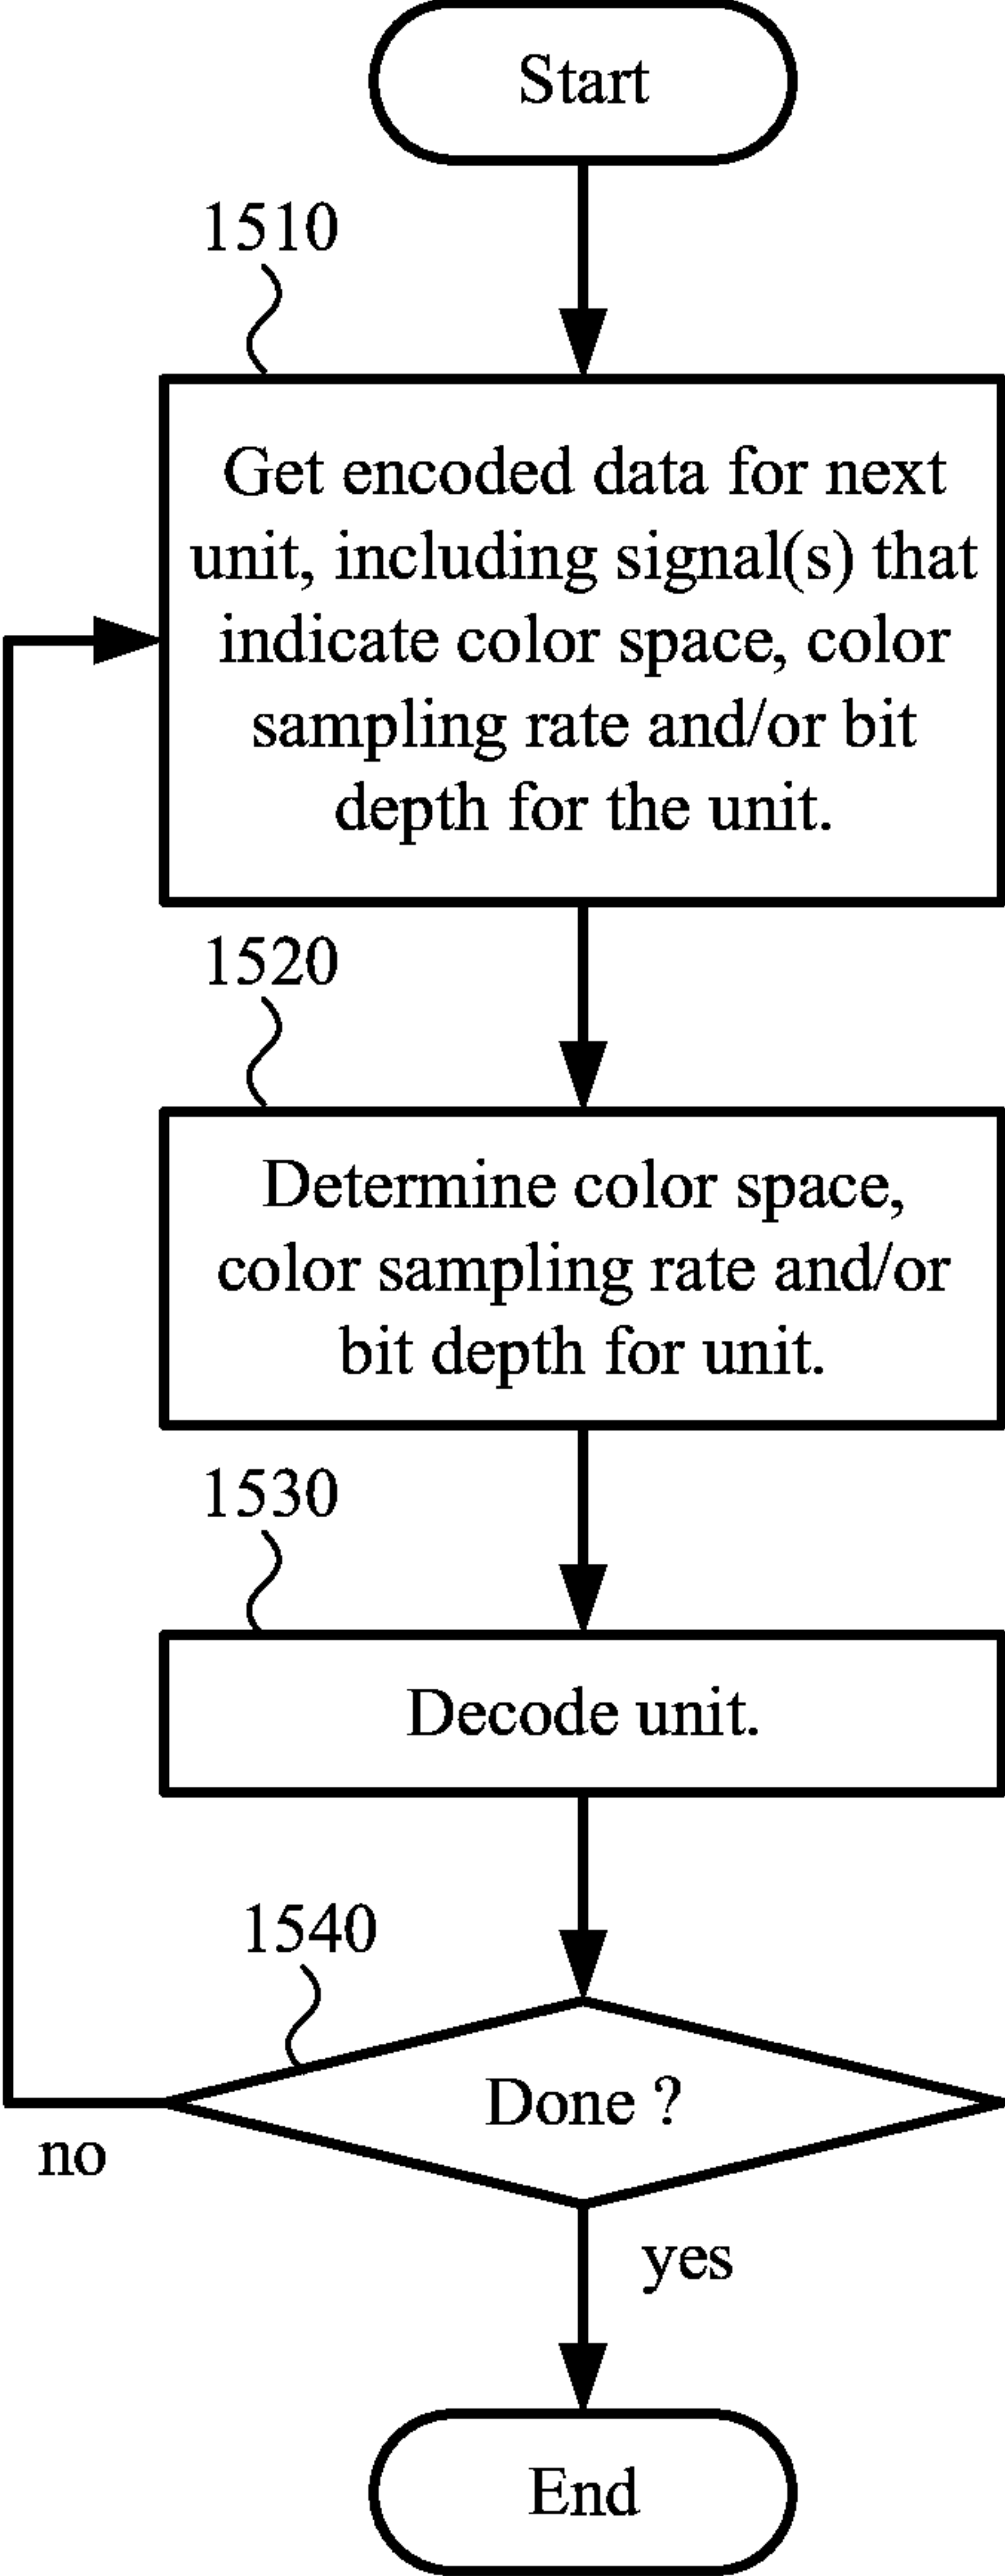 Start
1510
Get encoded data for next
unit, including signal(s) that
indicate color space, color
sampling rate and/or bit
depth for the unit.
1520
Determine color space,
color sampling rate and/or
bit depth for unit.
1530
Decode unit.
1540
Done ?
no
yes
End